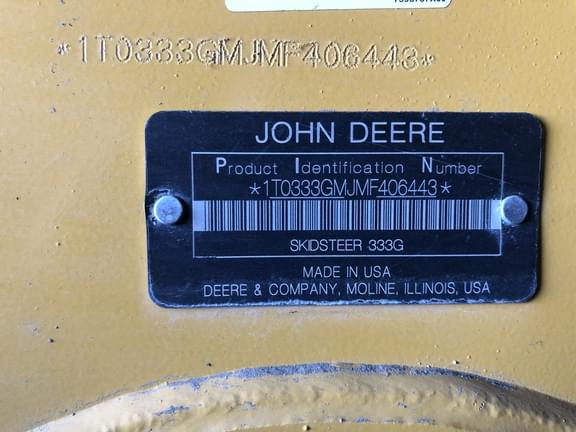 *1T0333GMJMF406443*
JOHN DEERE
Product Identification Number
*1T0333GMJMF406443*
SKIDSTEER 333G
MADE IN USA
DEERE & COMPANY, MOLINE, ILLINOIS, USA